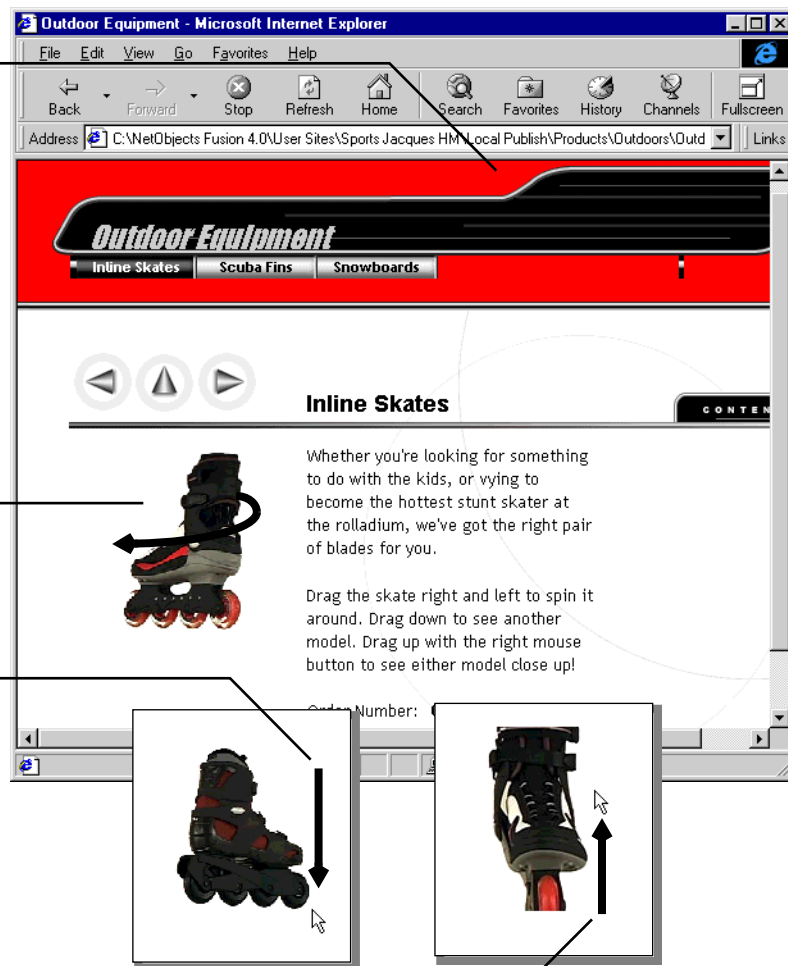 Outdoor Equipment - Microsoft Internet Explorer
File Edit View Go Favorites Help
Back Forward Stop Refresh Home Search Favorites History Channels Fullscreen
Address C:\NetObjects Fusion 4.0\User Sites\Sports Jacques HM\Local Publish\Products\Outdoors\Outd Links
Outdoor Equipment
Inline Skates Scuba Fins Snowboards
Inline Skates
CONTEN
Whether you're looking for something
to do with the kids, or vying to
become the hottest stunt skater at
the rolladium, we've got the right pair
of blades for you.
Drag the skate right and left to spin it
around. Drag down to see another
model. Drag up with the right mouse
button to see either model close up!
Order Number: